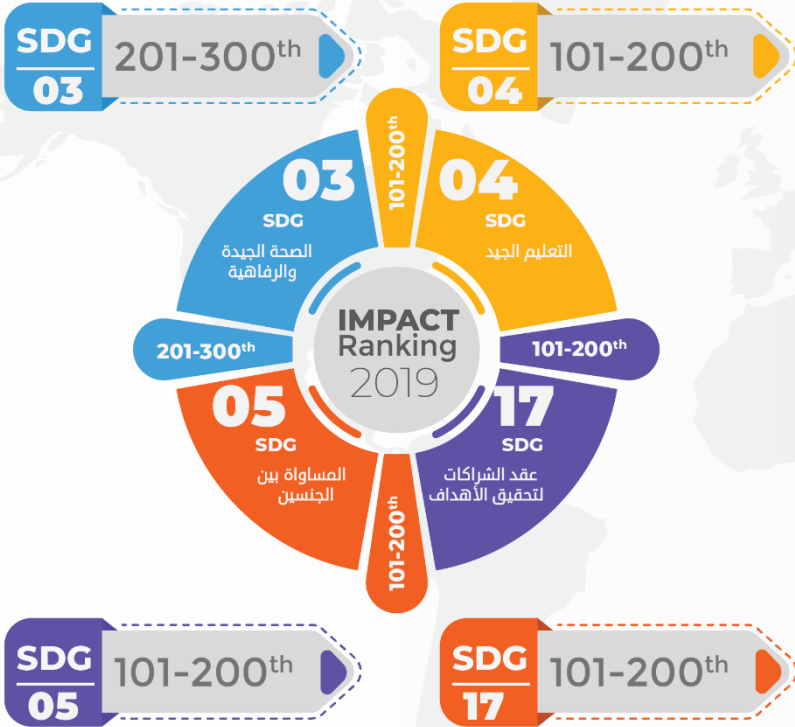 SDG
03
201-300th
SDG
04
101-200th
101-200th
03
SDG
الصحة الجيدة
والرفاهية
04
SDG
التعليم الجيد
201-300th
IMPACT
Ranking
2019
101-200th
05
SDG
المساواة بين
الجنسين
17
SDG
عقد الشراكات
لتحقيق الأهداف
101-200th
SDG
05
101-200th
SDG
17
101-200th